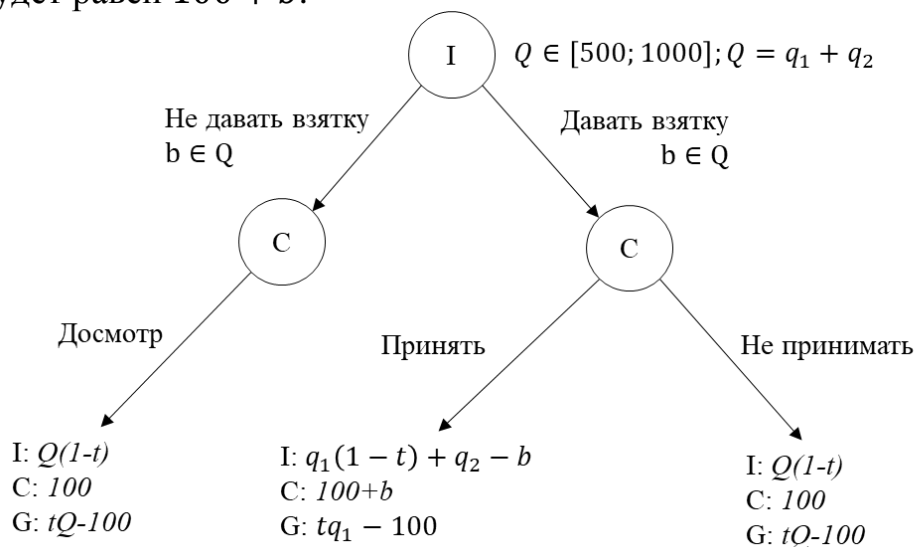 удет равен 100 + b.
I
Q ∈ [500; 1000]; Q = q₁ + q₂
Не давать взятку
b ∈ Q
Давать взятку
b ∈ Q
C
C
Досмотр
Принять
Не принимать
I: Q(1-t)
C: 100
G: tQ-100
I: q₁(1 − t) + q₂ − b
C: 100+b
G: tq₁ − 100
I: Q(1-t)
C: 100
G: tQ-100